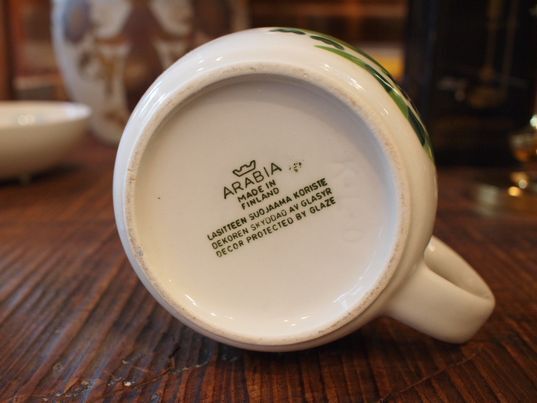 ARABIA
MADE IN
FINLAND
LASITTEEN SUOJAAMA KORISTE
DEKOREN SKYDDAD AV GLASYR
DECOR PROTECTED BY GLAZE